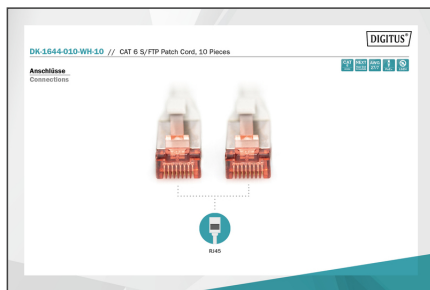 DIGITUS®
DK-1644-010-WH-10 // CAT 6 S/FTP Patch Cord, 10 Pieces
Anschlüsse
Connections
RJ45